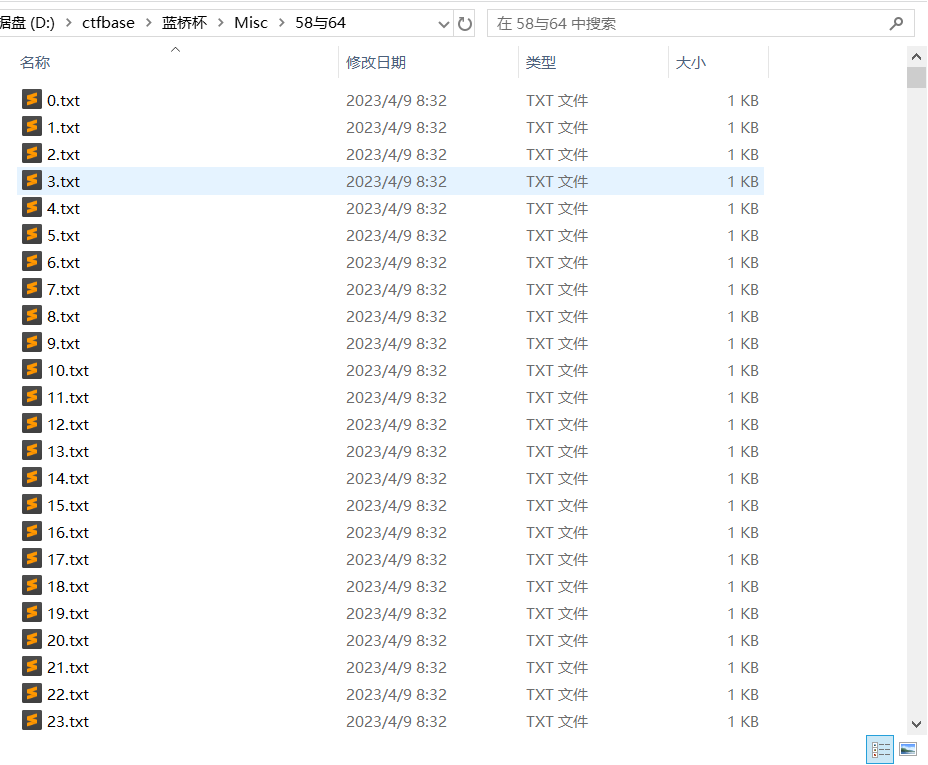 据盘 (D:) > ctfbase > 蓝桥杯 > Misc > 58与64 在 58与64 中搜索
名称 修改日期 类型 大小
0.txt 2023/4/9 8:32 TXT 文件 1 KB
1.txt 2023/4/9 8:32 TXT 文件 1 KB
2.txt 2023/4/9 8:32 TXT 文件 1 KB
3.txt 2023/4/9 8:32 TXT 文件 1 KB
4.txt 2023/4/9 8:32 TXT 文件 1 KB
5.txt 2023/4/9 8:32 TXT 文件 1 KB
6.txt 2023/4/9 8:32 TXT 文件 1 KB
7.txt 2023/4/9 8:32 TXT 文件 1 KB
8.txt 2023/4/9 8:32 TXT 文件 1 KB
9.txt 2023/4/9 8:32 TXT 文件 1 KB
10.txt 2023/4/9 8:32 TXT 文件 1 KB
11.txt 2023/4/9 8:32 TXT 文件 1 KB
12.txt 2023/4/9 8:32 TXT 文件 1 KB
13.txt 2023/4/9 8:32 TXT 文件 1 KB
14.txt 2023/4/9 8:32 TXT 文件 1 KB
15.txt 2023/4/9 8:32 TXT 文件 1 KB
16.txt 2023/4/9 8:32 TXT 文件 1 KB
17.txt 2023/4/9 8:32 TXT 文件 1 KB
18.txt 2023/4/9 8:32 TXT 文件 1 KB
19.txt 2023/4/9 8:32 TXT 文件 1 KB
20.txt 2023/4/9 8:32 TXT 文件 1 KB
21.txt 2023/4/9 8:32 TXT 文件 1 KB
22.txt 2023/4/9 8:32 TXT 文件 1 KB
23.txt 2023/4/9 8:32 TXT 文件 1 KB